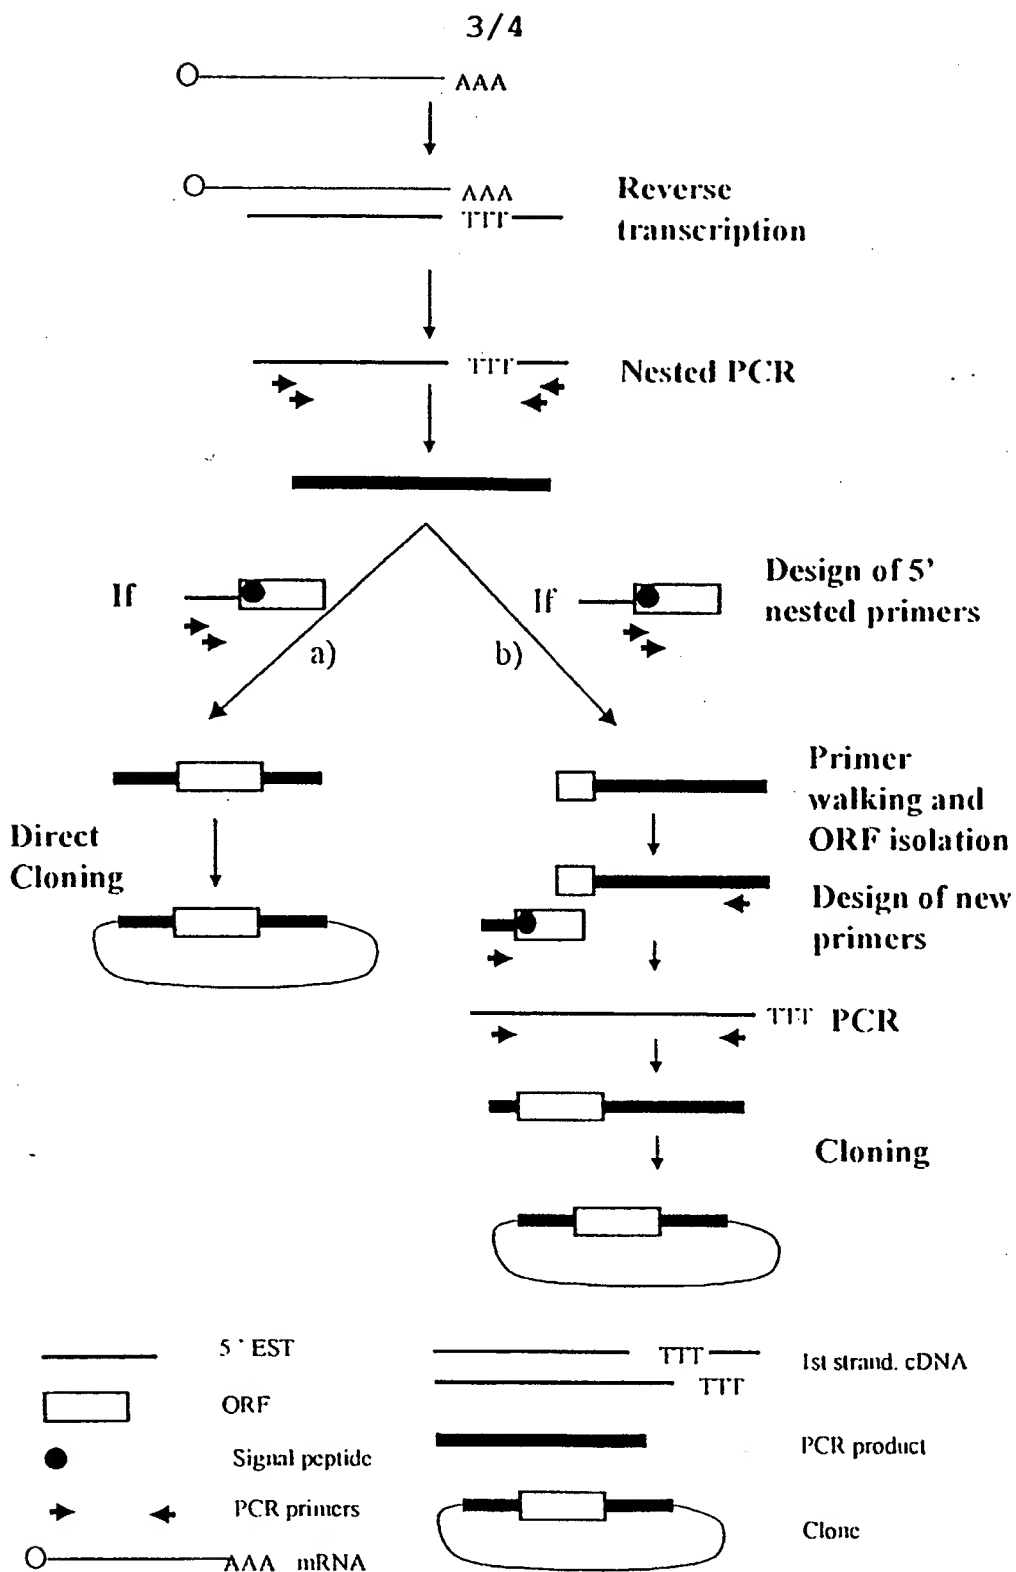 3/4
AAA
AAA
TTT
Reverse
transcription
TTT
Nested PCR
If
If
Design of 5'
nested primers
a)
b)
Primer
walking and
ORF isolation
Direct
Cloning
Design of new
primers
TTT PCR
Cloning
5' EST
ORF
Signal peptide
PCR primers
AAA mRNA
TTT
TTT
1st strand. cDNA
PCR product
Clone